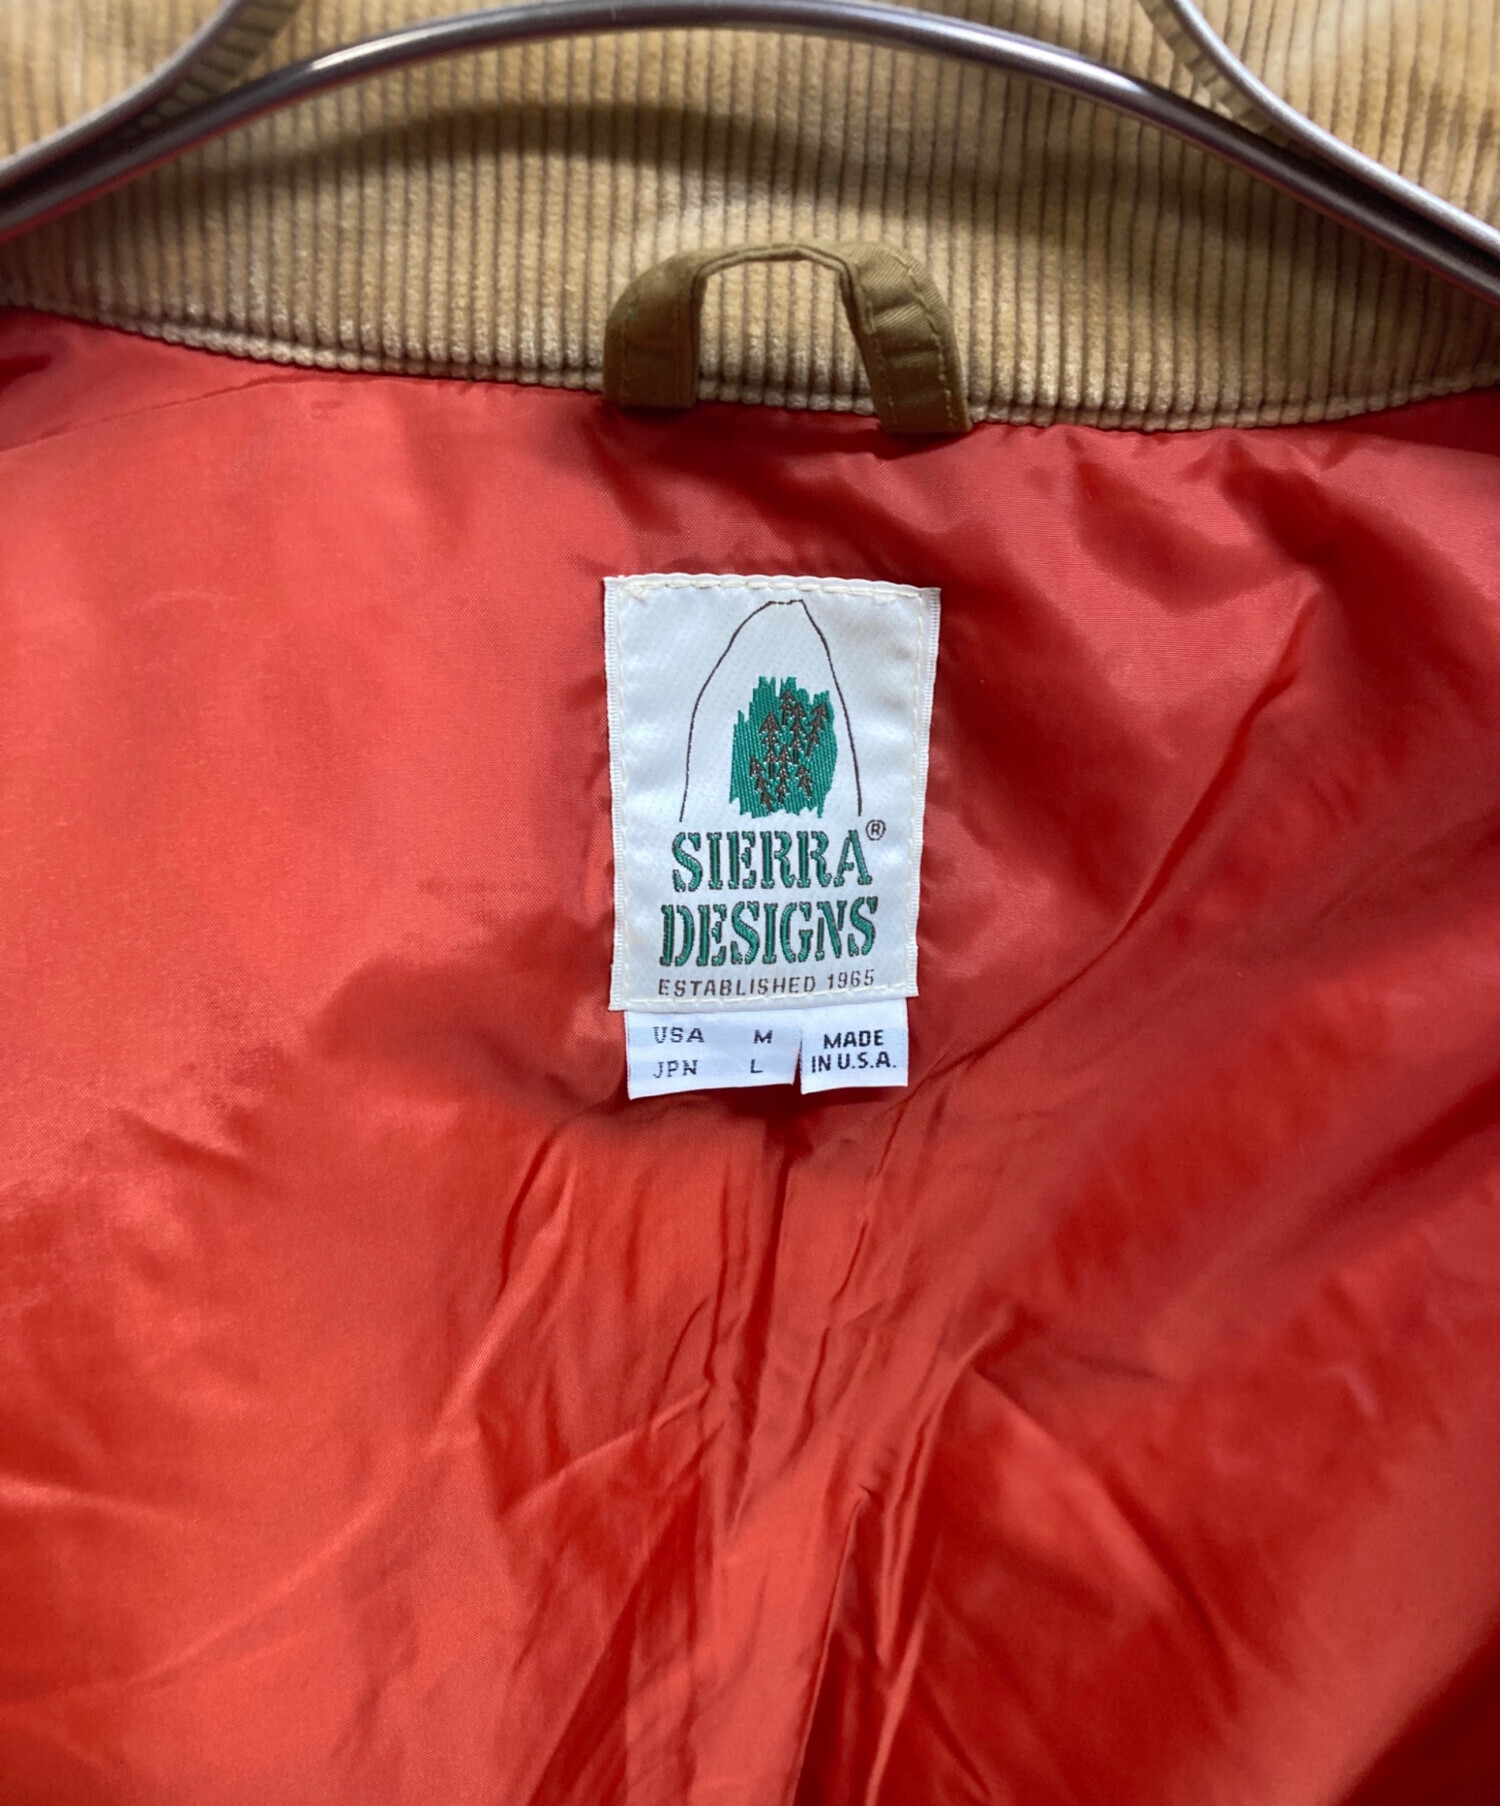 SIERRA®
DESIGNS
ESTABLISHED 1965
USA M
JPN L
MADE
IN U.S.A.